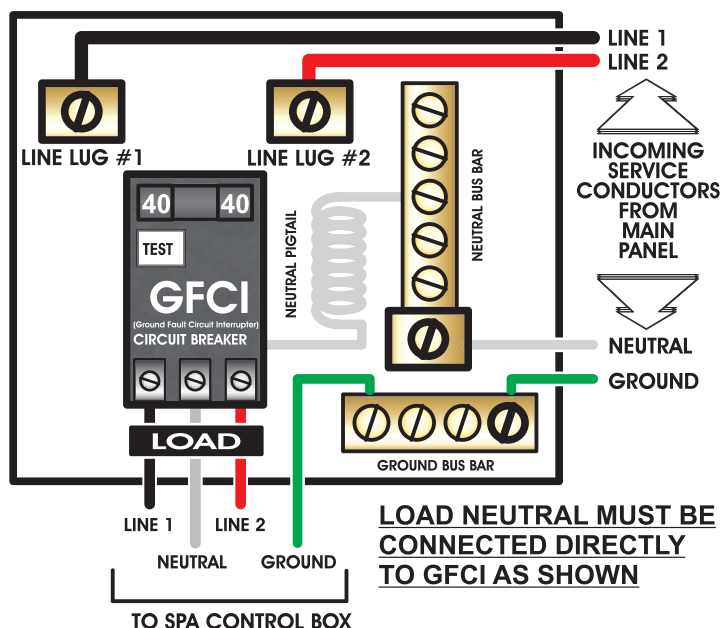 LINE 1
LINE 2
LINE LUG #1
LINE LUG #2
INCOMING
SERVICE
CONDUCTORS
FROM
MAIN
PANEL
NEUTRAL BUS BAR
NEUTRAL PIGTAIL
40 40
TEST
GFCI
(Ground Fault Circuit Interrupter)
CIRCUIT BREAKER
NEUTRAL
GROUND
LOAD
GROUND BUS BAR
LINE 1
LINE 2
NEUTRAL
GROUND
LOAD NEUTRAL MUST BE
CONNECTED DIRECTLY
TO GFCI AS SHOWN
TO SPA CONTROL BOX